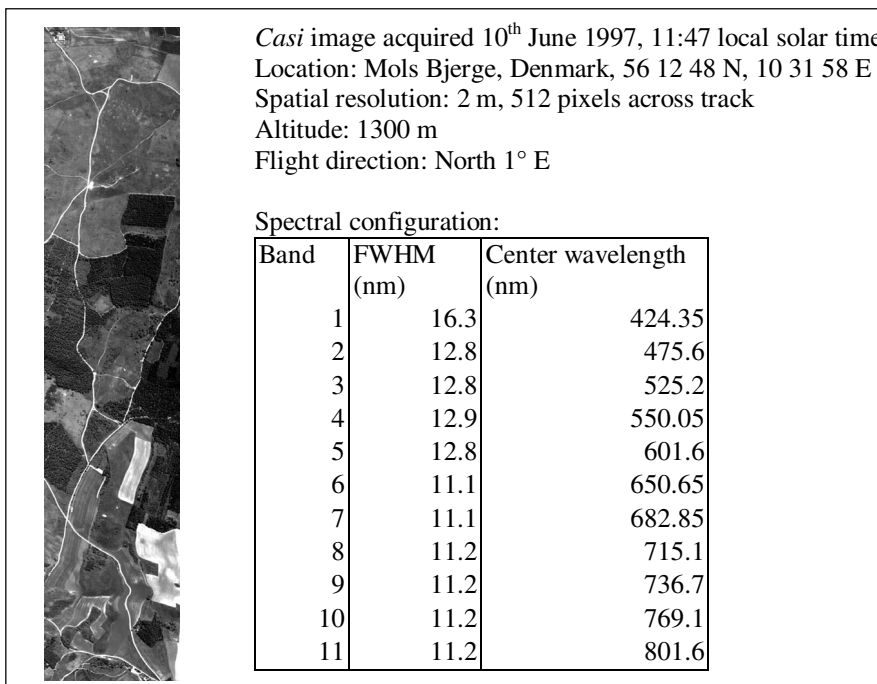 Casi image acquired 10th June 1997, 11:47 local solar time
Location: Mols Bjerge, Denmark, 56 12 48 N, 10 31 58 E
Spatial resolution: 2 m, 512 pixels across track
Altitude: 1300 m
Flight direction: North 1° E
Spectral configuration:
Band FWHM (nm) Center wavelength (nm)
1 16.3 424.35
2 12.8 475.6
3 12.8 525.2
4 12.9 550.05
5 12.8 601.6
6 11.1 650.65
7 11.1 682.85
8 11.2 715.1
9 11.2 736.7
10 11.2 769.1
11 11.2 801.6